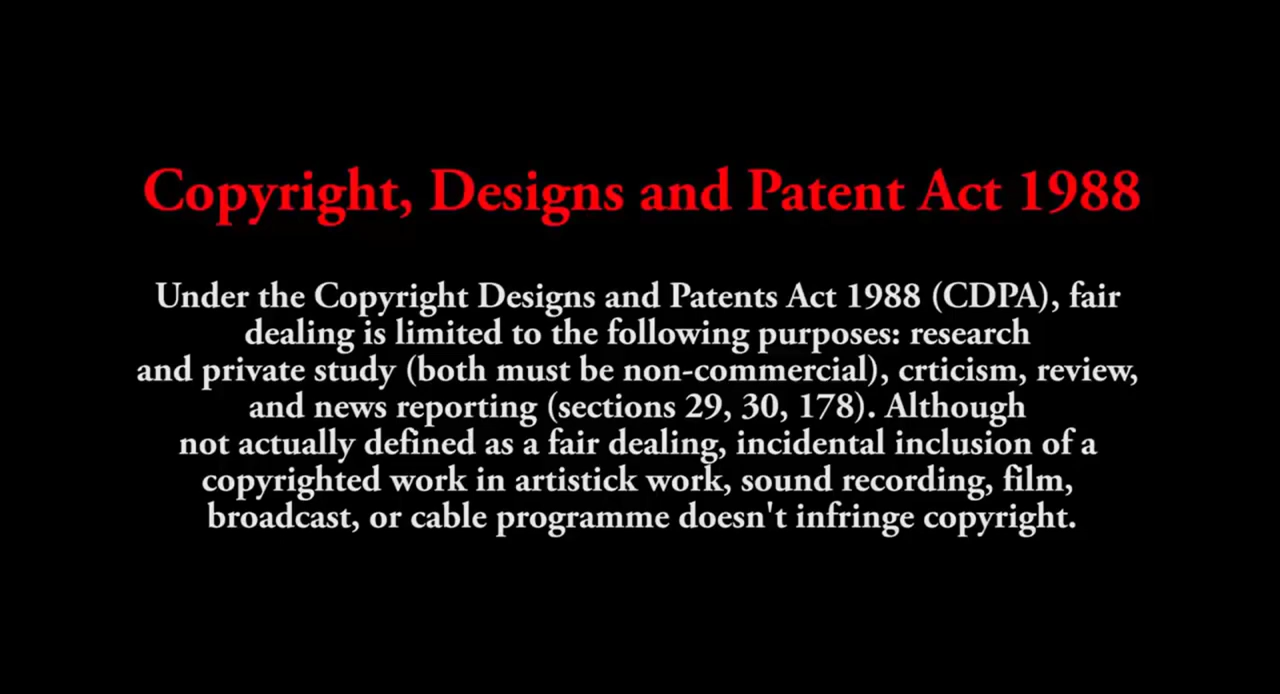 Copyright, Designs and Patent Act 1988
Under the Copyright Designs and Patents Act 1988 (CDPA), fair
dealing is limited to the following purposes: research
and private study (both must be non-commercial), crticism, review,
and news reporting (sections 29, 30, 178). Although
not actually defined as a fair dealing, incidental inclusion of a
copyrighted work in artistick work, sound recording, film,
broadcast, or cable programme doesn't infringe copyright.